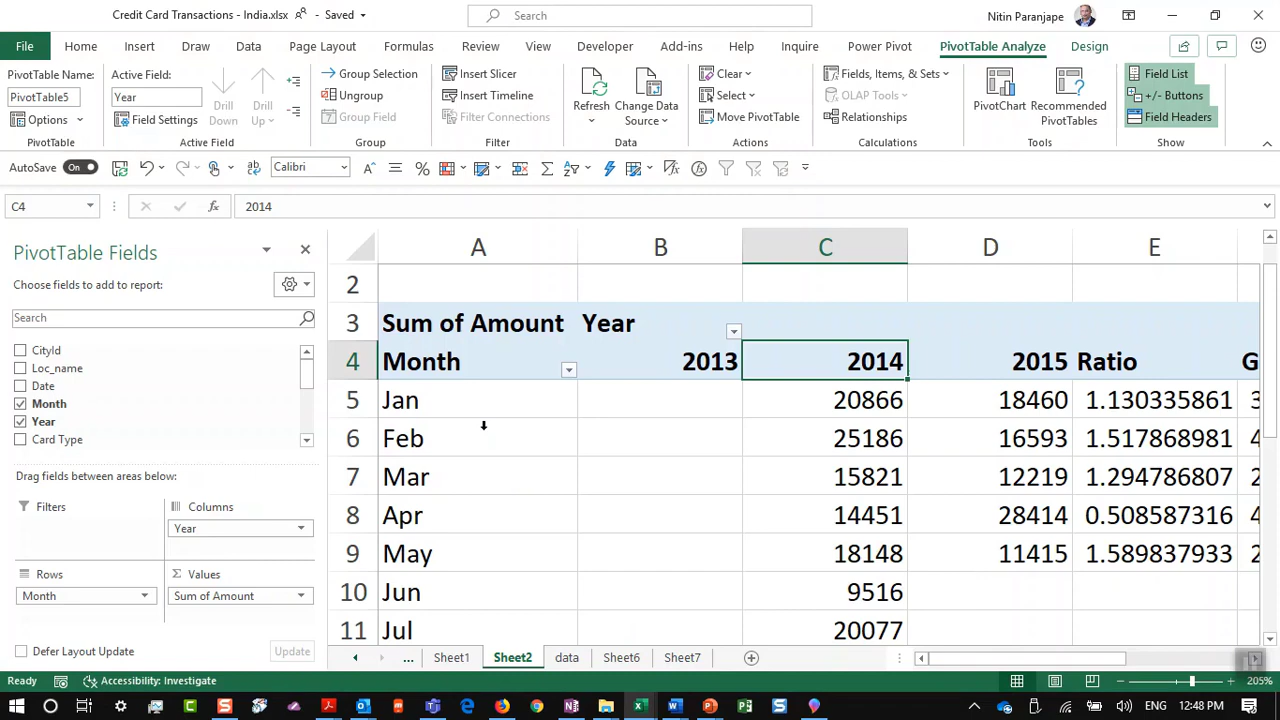 Credit Card Transactions - India.xlsx - Saved
Search
Nitin Paranjape
File Home Insert Draw Data Page Layout Formulas Review View Developer Add-ins Help Inquire Power Pivot PivotTable Analyze Design
PivotTable Name:
PivotTable5
Options
PivotTable
Active Field:
Year
Field Settings
Drill Down
Drill Up
Active Field
Group Selection
Ungroup
Group Field
Group
Insert Slicer
Insert Timeline
Filter Connections
Filter
Refresh
Change Data Source
Data
Clear
Select
Move PivotTable
Actions
Fields, Items, & Sets
OLAP Tools
Relationships
Calculations
PivotChart
Recommended PivotTables
Tools
Field List
+/- Buttons
Field Headers
Show
AutoSave On
Calibri
C4
2014
PivotTable Fields
Choose fields to add to report:
Search
CityId
Loc_name
Date
Month
Year
Card Type
Drag fields between areas below:
Filters
Columns
Year
Rows
Month
Values
Sum of Amount
Defer Layout Update
Update
A B C D E
2
3 Sum of Amount Year
4 Month 2013 2014 2015 Ratio G
5 Jan 20866 18460 1.130335861 3
6 Feb 25186 16593 1.517868981 4
7 Mar 15821 12219 1.294786807 2
8 Apr 14451 28414 0.508587316 4
9 May 18148 11415 1.589837933 2
10 Jun 9516
11 Jul 20077
... Sheet1 Sheet2 data Sheet6 Sheet7
Ready Accessibility: Investigate 205%
ENG 12:48 PM